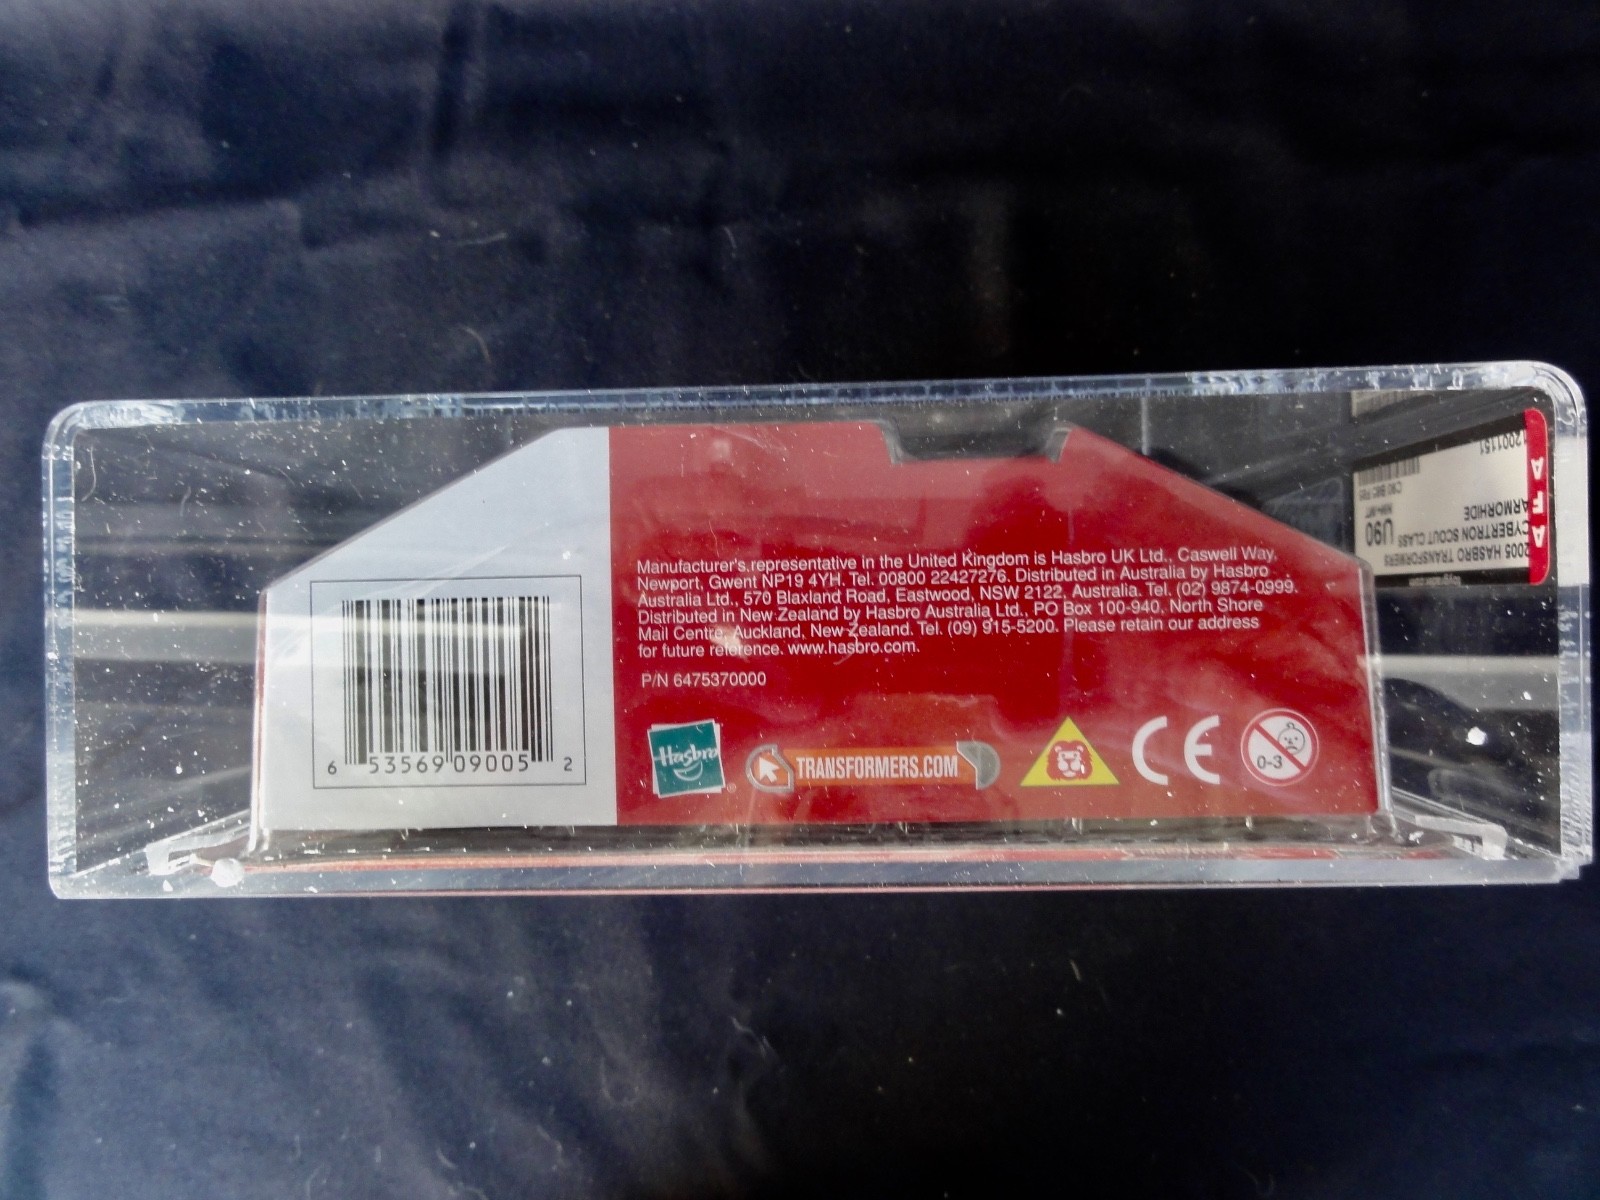 Manufacturer's representative in the United Kingdom is Hasbro UK Ltd., Caswell Way,
Newport, Gwent NP19 4YH. Tel. 00800 22427276. Distributed in Australia by Hasbro
Australia Ltd., 570 Blaxland Road, Eastwood, NSW 2122, Australia. Tel. (02) 9874-0999.
Distributed in New Zealand by Hasbro Australia Ltd., PO Box 100-940, North Shore
Mail Centre, Auckland, New Zealand. Tel. (09) 915-5200. Please retain our address
for future reference. www.hasbro.com.
P/N 6475370000
6 53569 09005 2
Hasbro
TRANSFORMERS.COM
CE
0-3
AFA
2005 HASBRO TRANSFORMERS
CYBERTRON SCOUT CLASS
ARMORHIDE
U90
12001151